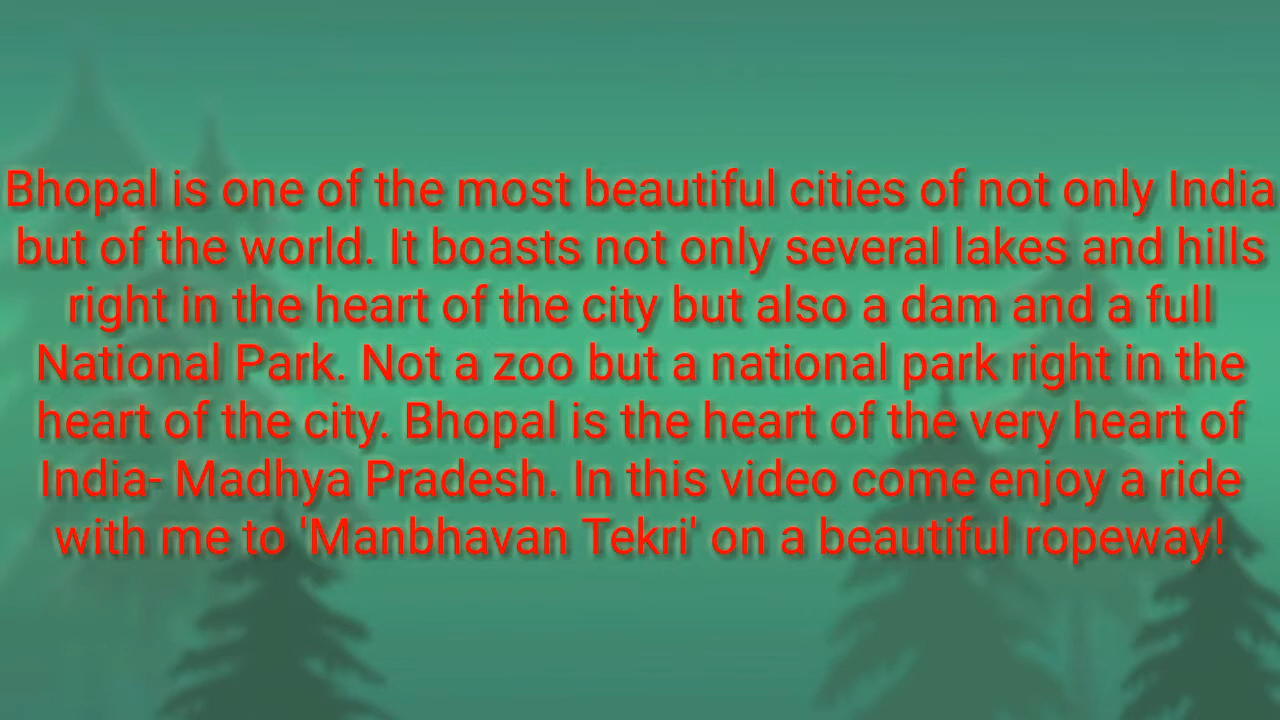 Bhopal is one of the most beautiful cities of not only India
but of the world. It boasts not only several lakes and hills
right in the heart of the city but also a dam and a full
National Park. Not a zoo but a national park right in the
heart of the city. Bhopal is the heart of the very heart of
India- Madhya Pradesh. In this video come enjoy a ride
with me to 'Manbhavan Tekri' on a beautiful ropeway!